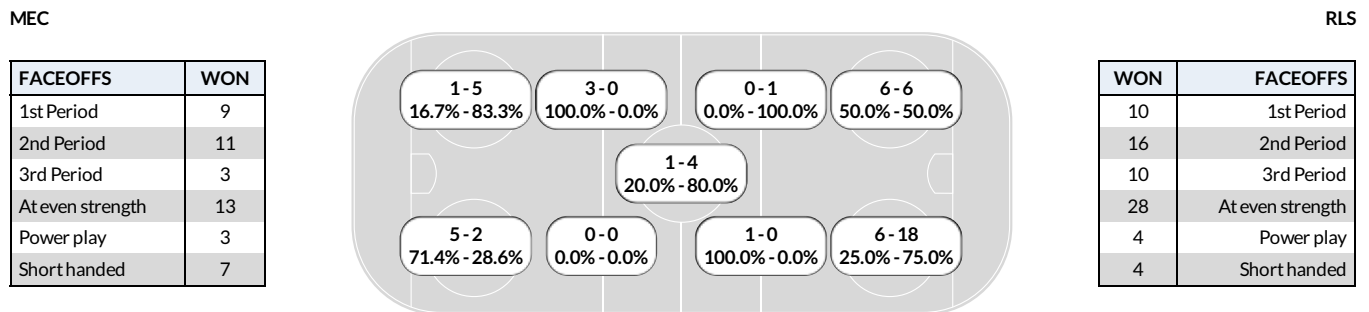 MEC
RLS
FACEOFFS WON
1st Period 9
2nd Period 11
3rd Period 3
At even strength 13
Power play 3
Short handed 7
1 - 5
16.7% - 83.3%
3 - 0
100.0% - 0.0%
0 - 1
0.0% - 100.0%
6 - 6
50.0% - 50.0%
1 - 4
20.0% - 80.0%
5 - 2
71.4% - 28.6%
0 - 0
0.0% - 0.0%
1 - 0
100.0% - 0.0%
6 - 18
25.0% - 75.0%
WON FACEOFFS
10 1st Period
16 2nd Period
10 3rd Period
28 At even strength
4 Power play
4 Short handed